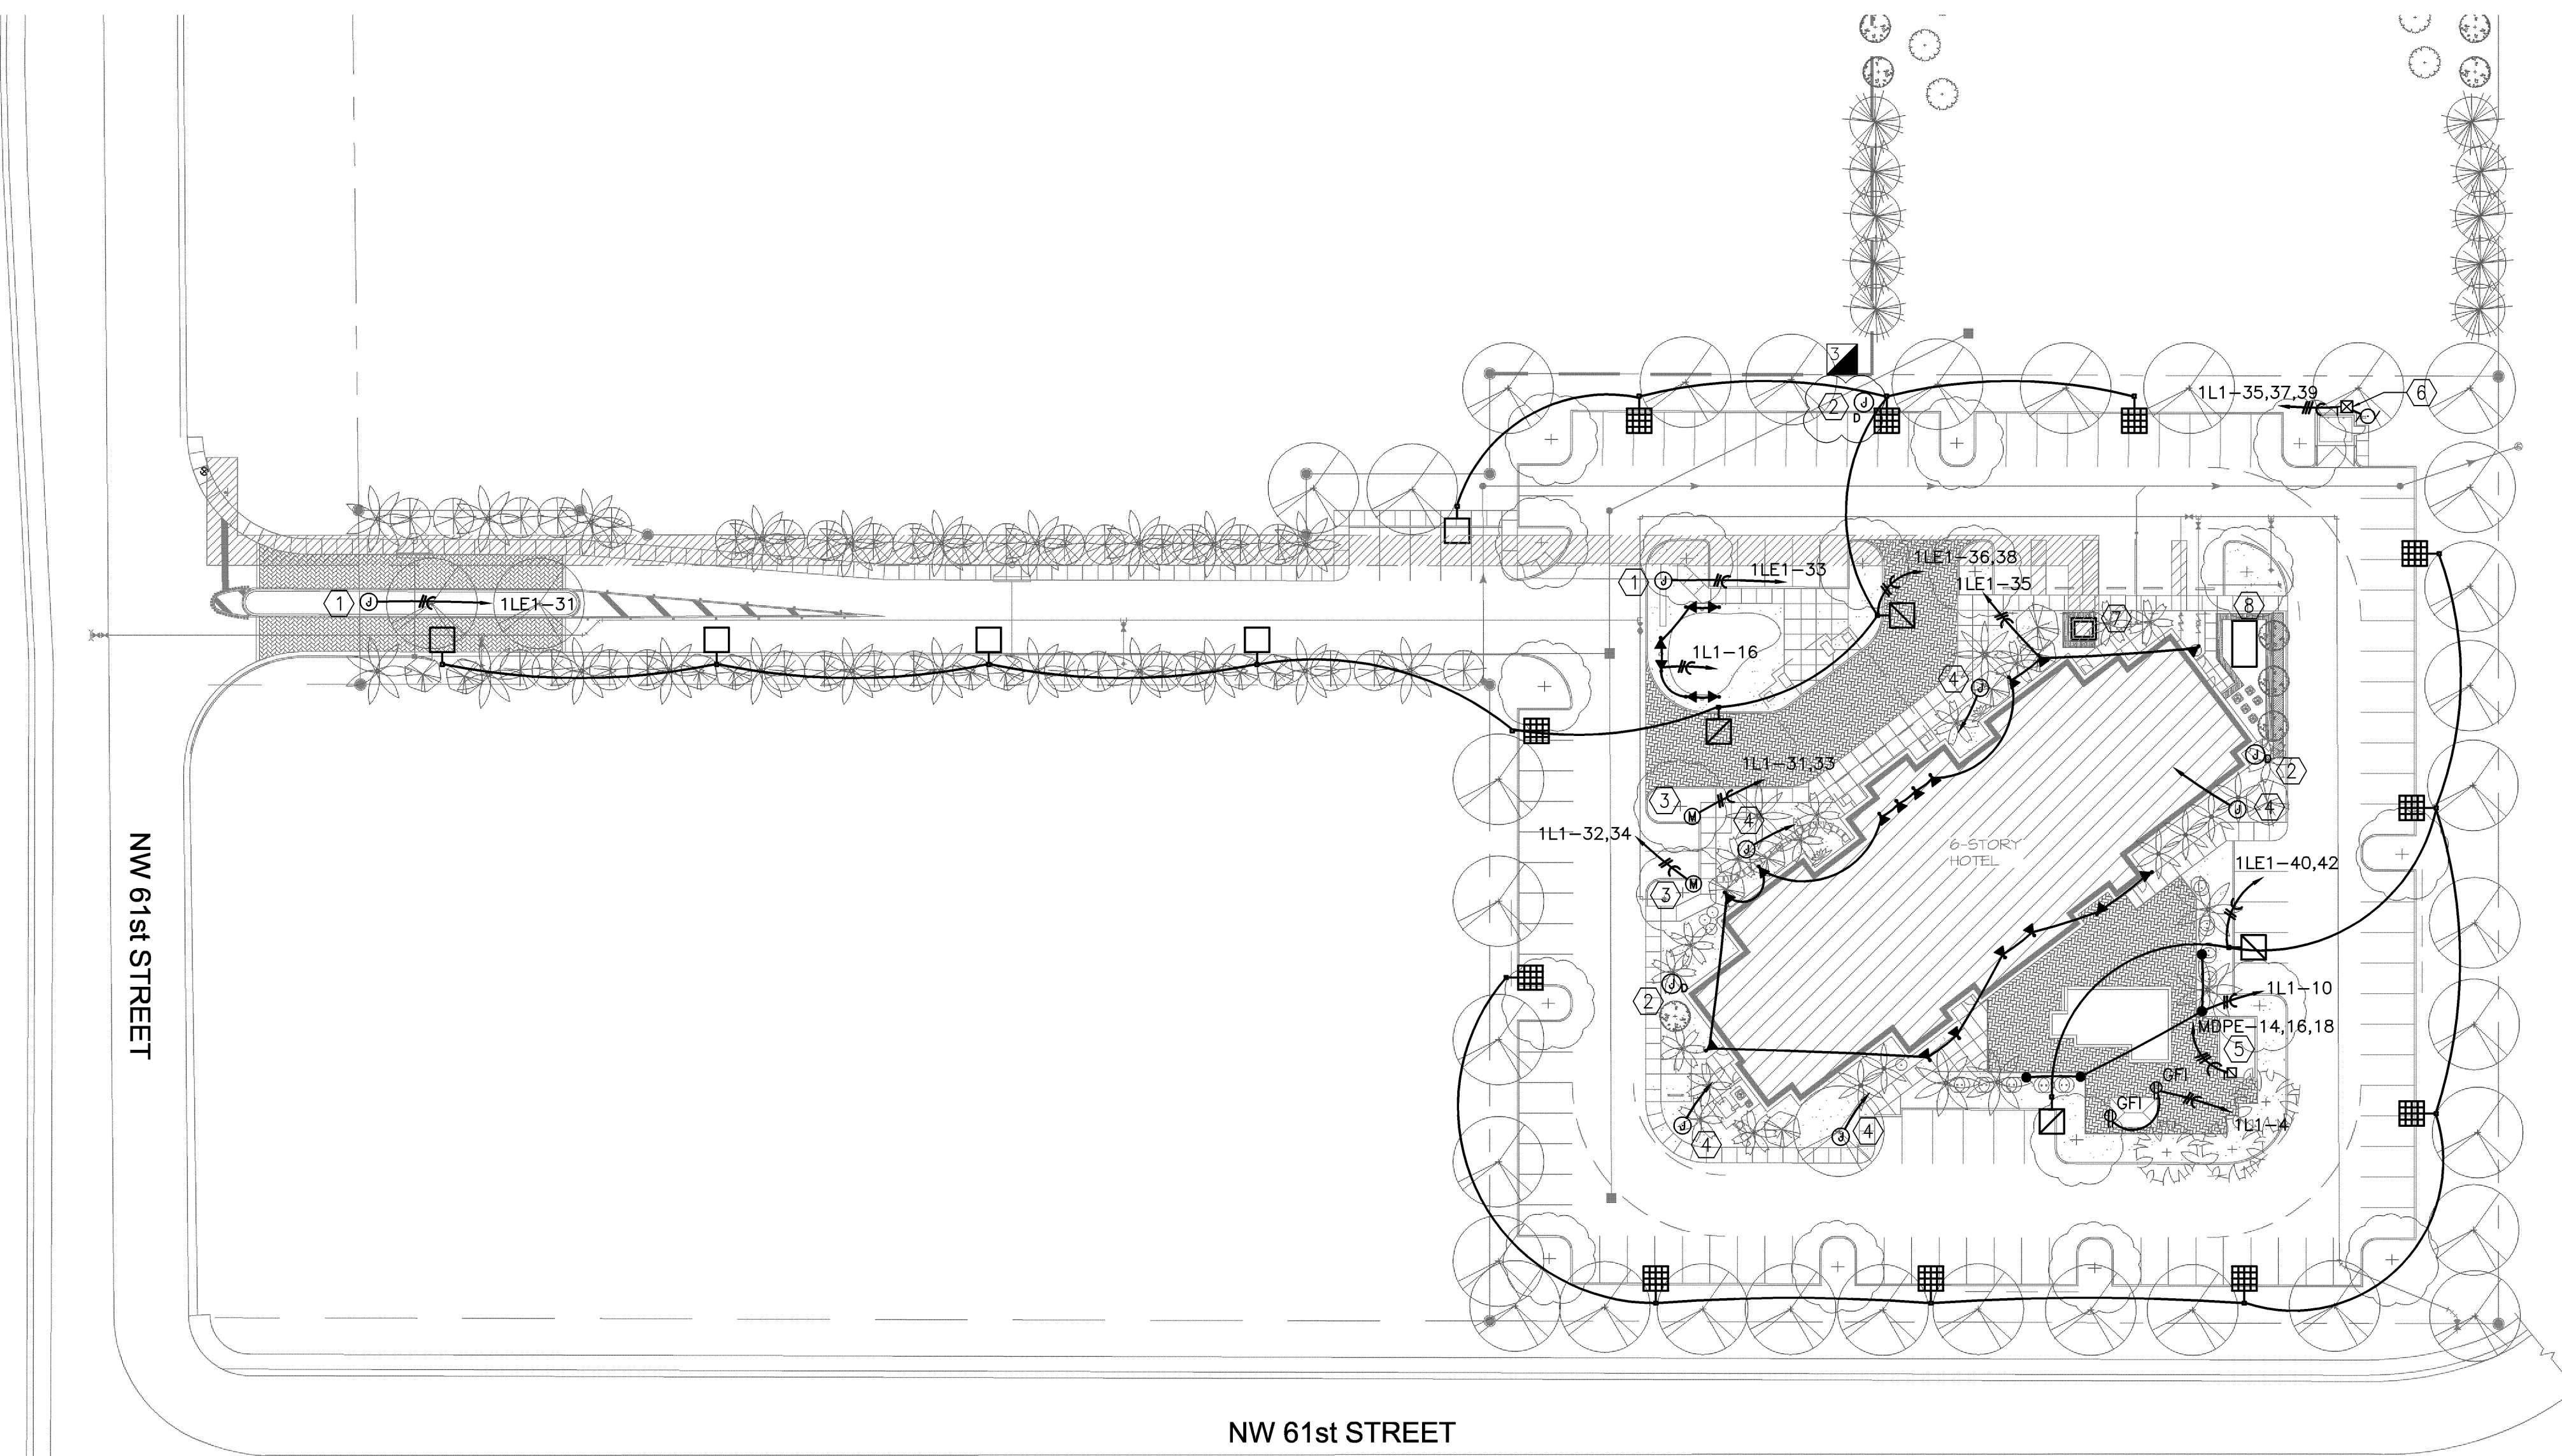 3
2
J
D
1L1-35,37,39
6
1
J
1LE1-33
1LE1-36,38
1LE1-35
1
J
1LE1-31
7
8
1L1-16
4
J
J
D
2
1L1-31,33
3
M
4
J
J
4
1L1-32,34
M
3
6-STORY
HOTEL
1LE1-40,42
J
D
2
1L1-10
MDPE-14,16,18
5
GFI
GFI
1L1-4
J
4
J
4
NW 61st STREET
NW 61st STREET